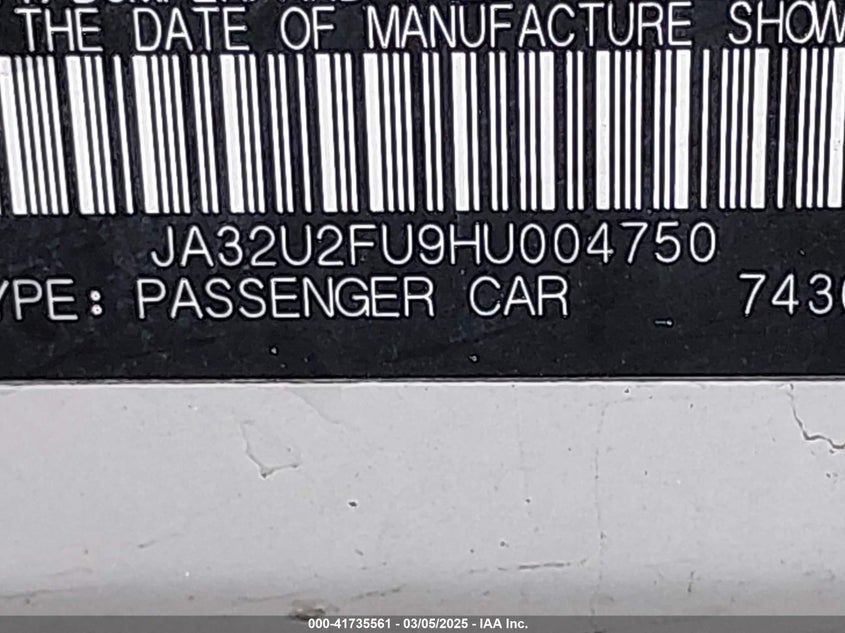 THE DATE OF MANUFACTURE SHOW
JA32U2FU9HU004750
YPE: PASSENGER CAR 743
000-41735561 - 03/05/2025 - IAA Inc.